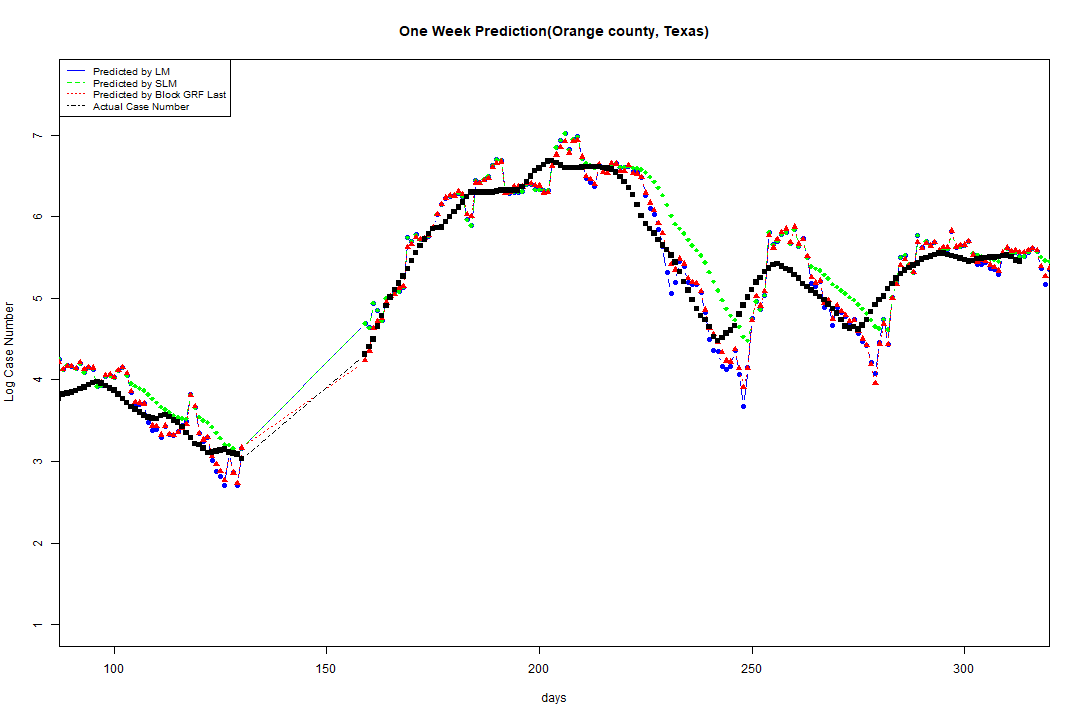 One Week Prediction(Orange county, Texas)
Predicted by LM
Predicted by SLM
Predicted by Block GRF Last
Actual Case Number
7
6
5
4
3
2
1
Log Case Number
100 150 200 250 300
days